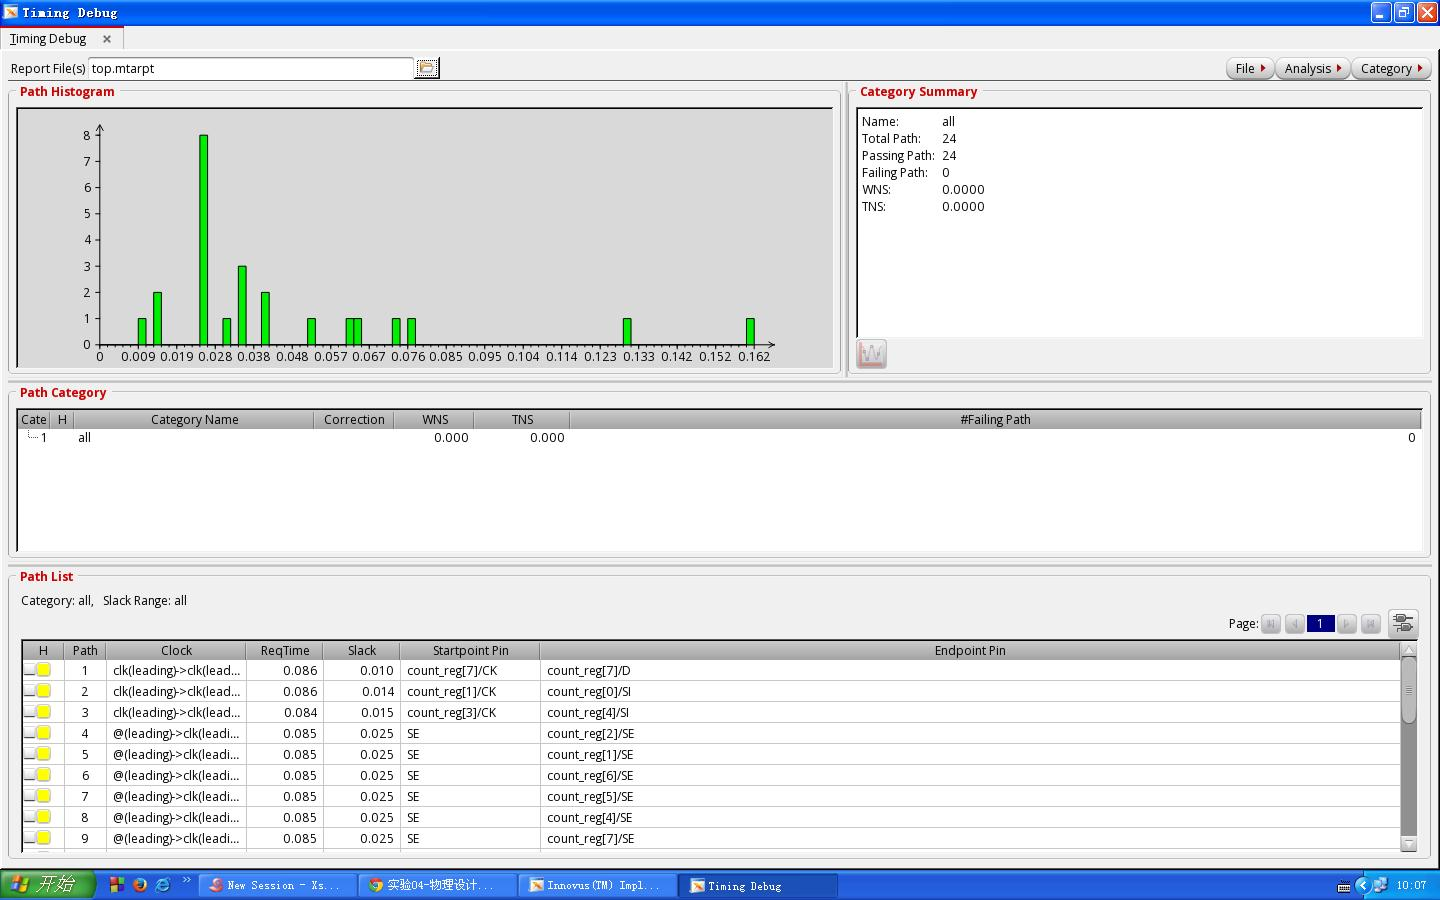 Timing Debug
Timing Debug
Report File(s) top.mtarpt File Analysis Category
Path Histogram
8
7
6
5
4
3
2
1
0
0 0.009 0.019 0.028 0.038 0.048 0.057 0.067 0.076 0.085 0.095 0.104 0.114 0.123 0.133 0.142 0.152 0.162
Category Summary
Name: all
Total Path: 24
Passing Path: 24
Failing Path: 0
WNS: 0.0000
TNS: 0.0000
Path Category
Cate H Category Name Correction WNS TNS #Failing Path
1 all 0.000 0.000 0
Path List
Category: all, Slack Range: all
Page: 1
H Path Clock ReqTime Slack Startpoint Pin Endpoint Pin
1 clk(leading)->clk(lead... 0.086 0.010 count_reg[7]/CK count_reg[7]/D
2 clk(leading)->clk(lead... 0.086 0.014 count_reg[1]/CK count_reg[0]/SI
3 clk(leading)->clk(lead... 0.084 0.015 count_reg[3]/CK count_reg[4]/SI
4 @(leading)->clk(leadi... 0.085 0.025 SE count_reg[2]/SE
5 @(leading)->clk(leadi... 0.085 0.025 SE count_reg[1]/SE
6 @(leading)->clk(leadi... 0.085 0.025 SE count_reg[6]/SE
7 @(leading)->clk(leadi... 0.085 0.025 SE count_reg[5]/SE
8 @(leading)->clk(leadi... 0.085 0.025 SE count_reg[4]/SE
9 @(leading)->clk(leadi... 0.085 0.025 SE count_reg[7]/SE
开始 New Session - Xs... 实验04-物理设计... Innovus(TM) Impl... Timing Debug 10:07